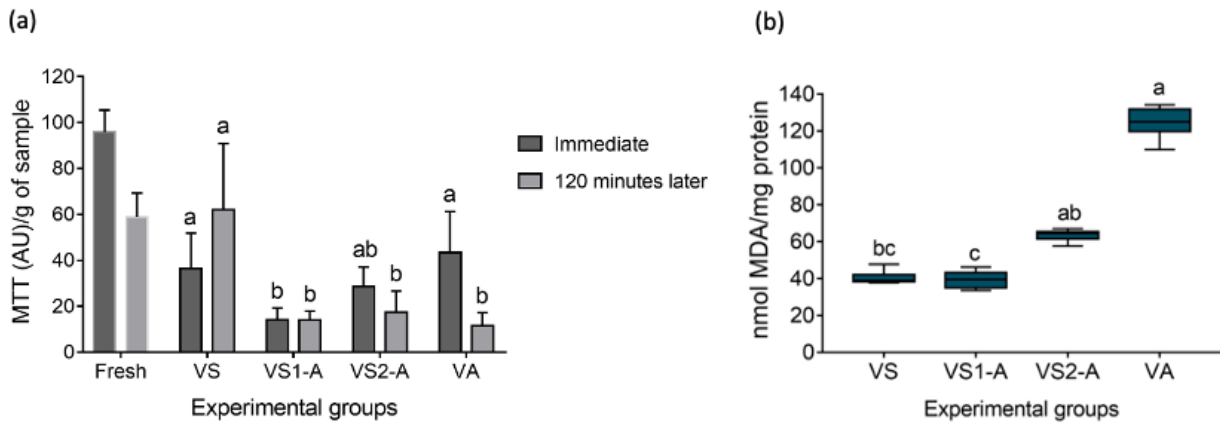 (a)
120
100
80
60
40
20
0
MTT (AU)/g of sample
a
a
b
b
ab
b
a
b
Fresh
VS
VS1-A
VS2-A
VA
Experimental groups
Immediate
120 minutes later
(b)
140
120
100
80
60
40
20
0
nmol MDA/mg protein
bc
c
ab
a
VS
VS1-A
VS2-A
VA
Experimental groups